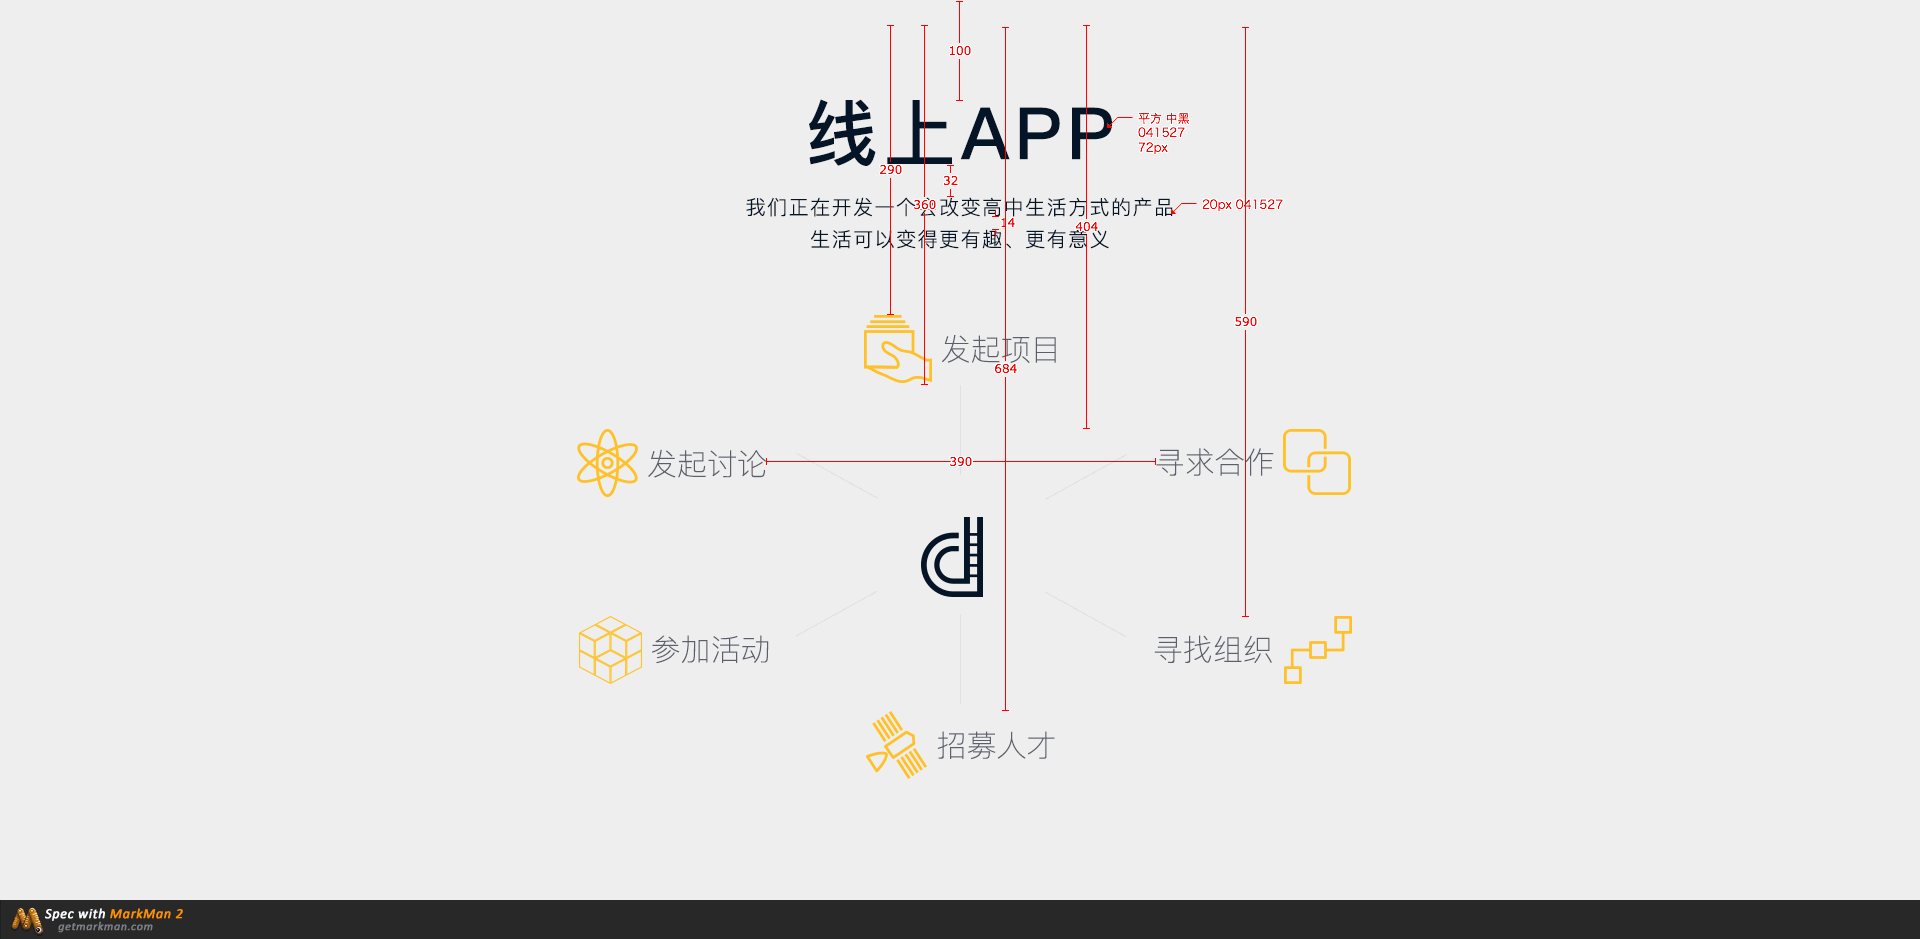 100
线上APP
平方 中黑
041527
72px
290
32
我们正在开发一个会改变高中生活方式的产品
360
20px 041527
14
404
生活可以变得更有趣、更有意义
590
发起项目
684
发起讨论
390
寻求合作
参加活动
寻找组织
招募人才
Spec with MarkMan 2
getmarkman.com